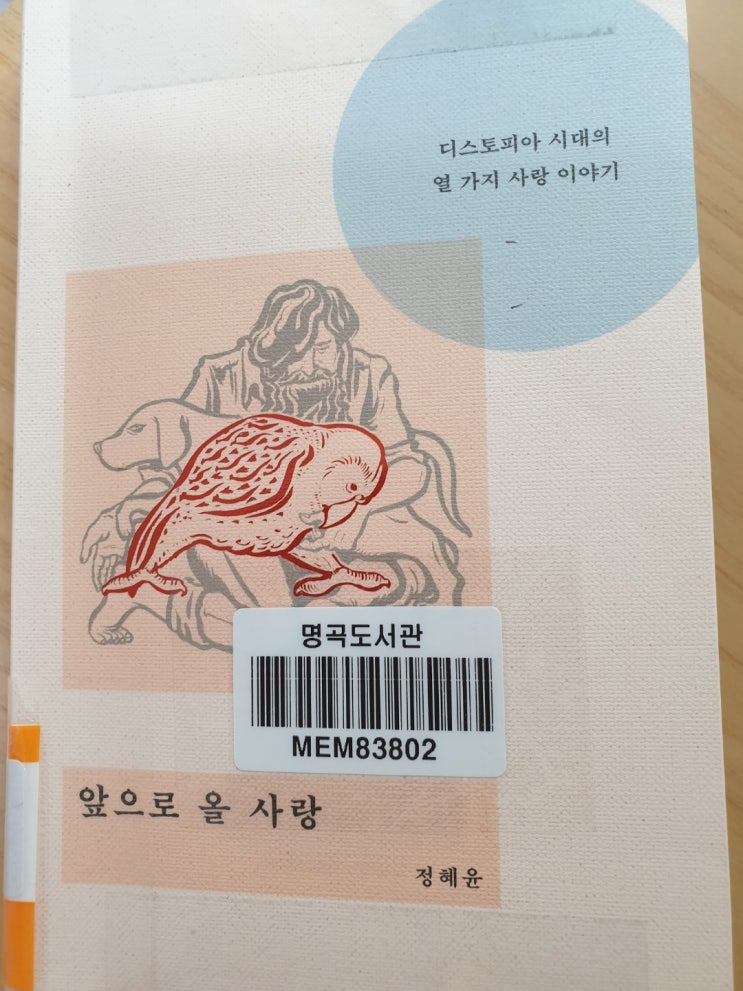 디스토피아 시대의
열 가지 사랑 이야기
명곡도서관
MEM83802
앞으로 올 사랑
정혜윤